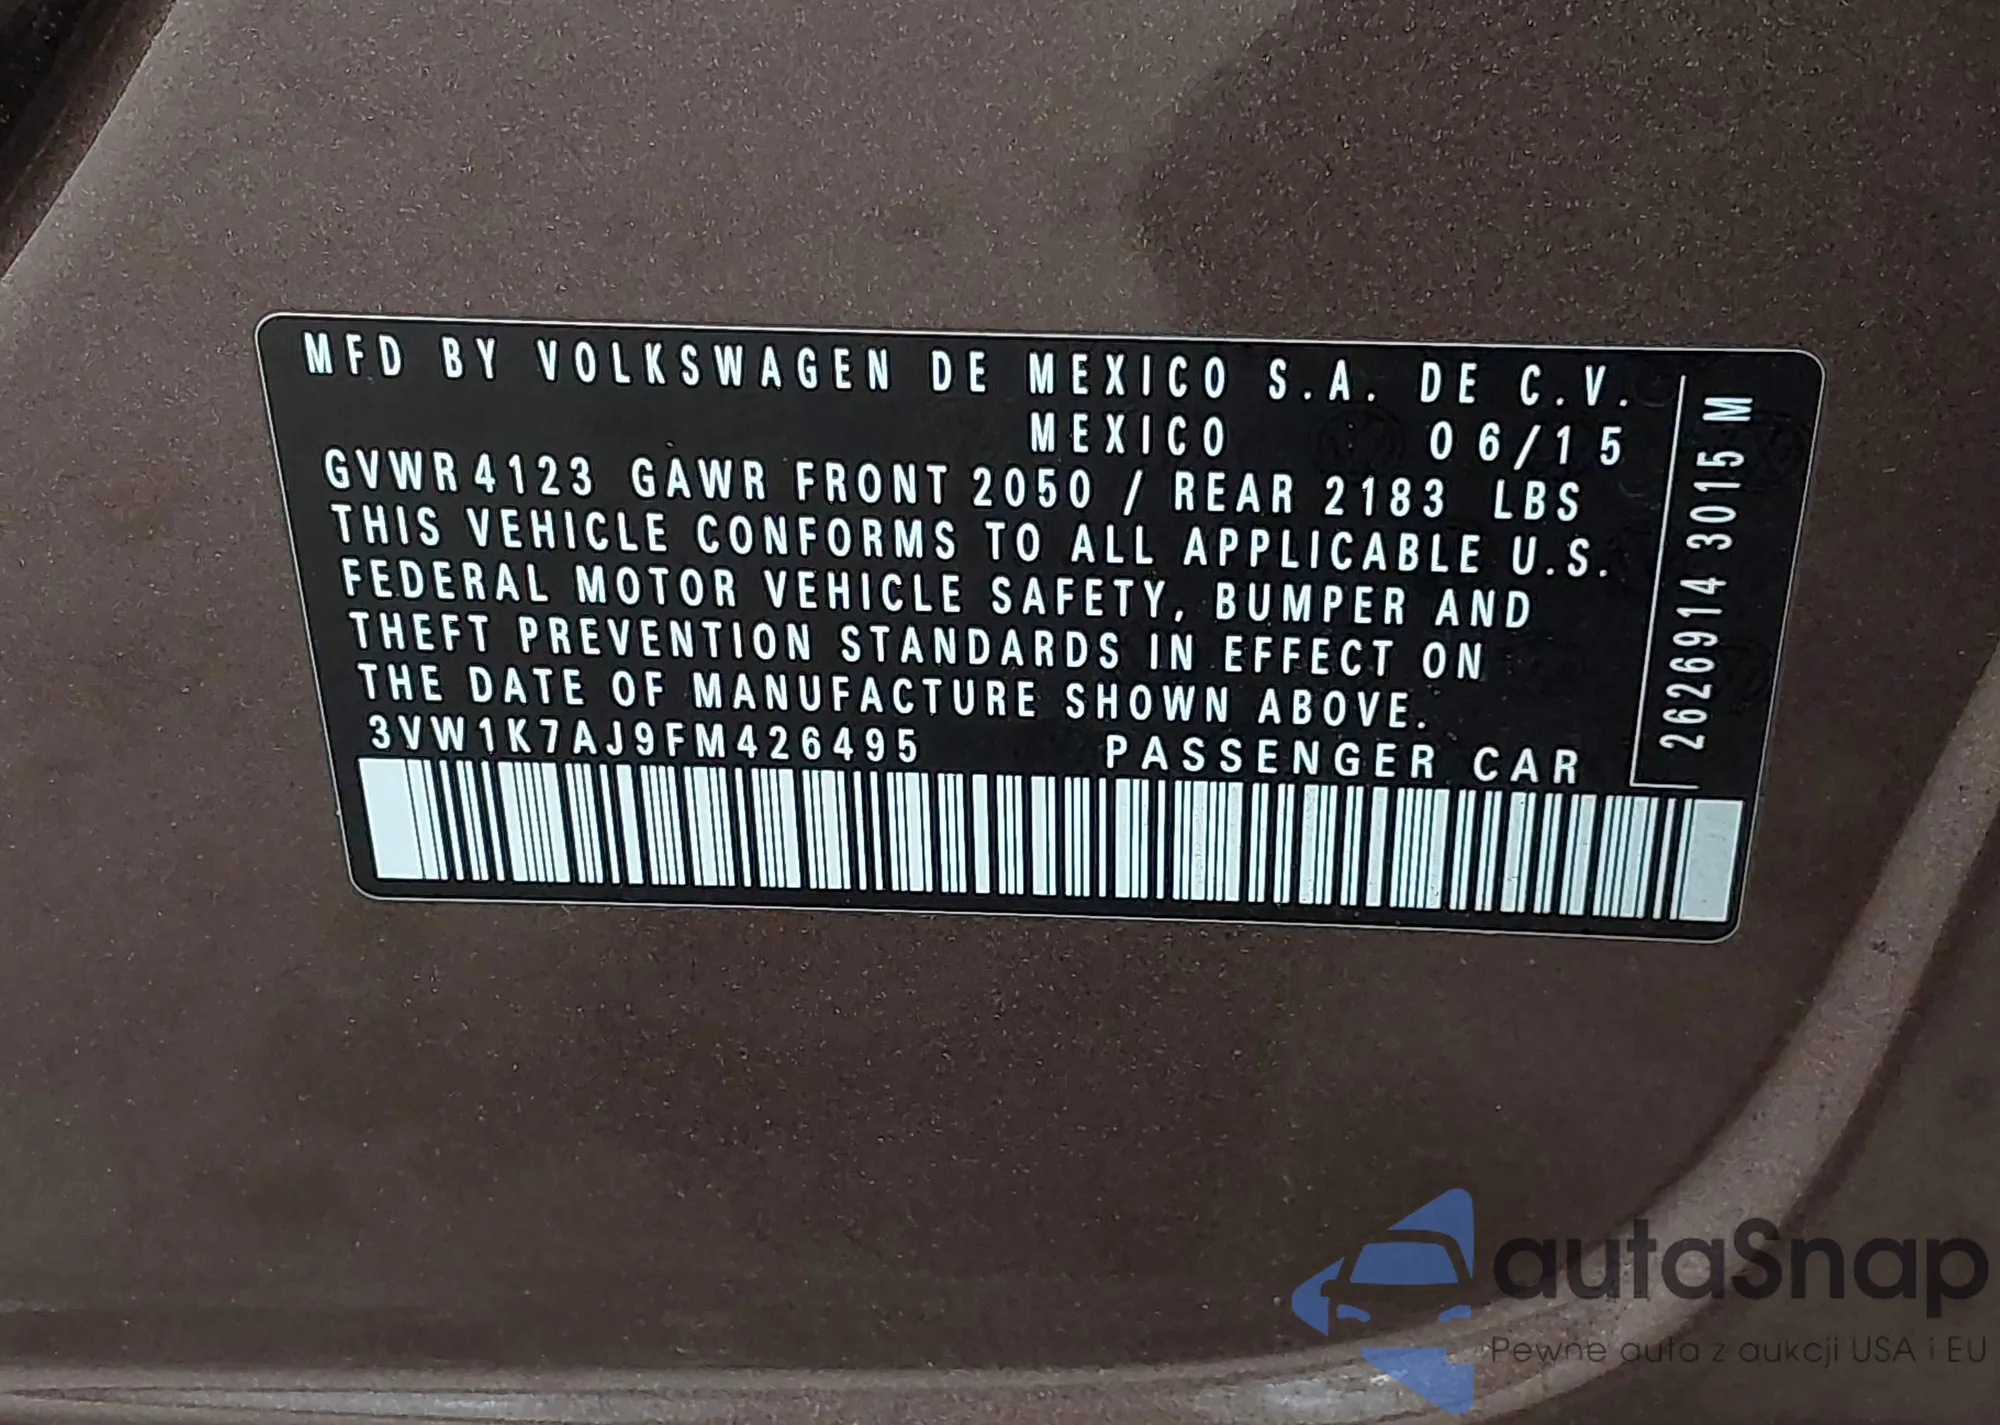 MFD BY VOLKSWAGEN DE MEXICO S.A. DE C.V.
MEXICO 06/15
GVWR 4123 GAWR FRONT 2050 / REAR 2183 LBS
THIS VEHICLE CONFORMS TO ALL APPLICABLE U.S.
FEDERAL MOTOR VEHICLE SAFETY, BUMPER AND
THEFT PREVENTION STANDARDS IN EFFECT ON
THE DATE OF MANUFACTURE SHOWN ABOVE.
3VW1K7AJ9FM426495 PASSENGER CAR
2626914 3015 M
autaSnap
Pewne auta z aukcji USA i EU